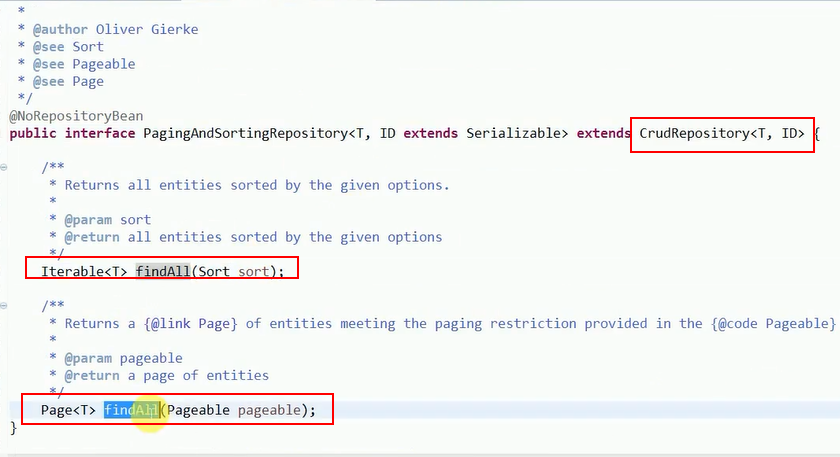 *
* @author Oliver Gierke
* @see Sort
* @see Pageable
* @see Page
*/
@NoRepositoryBean
public interface PagingAndSortingRepository<T, ID extends Serializable> extends CrudRepository<T, ID> {
/**
* Returns all entities sorted by the given options.
*
* @param sort
* @return all entities sorted by the given options
*/
Iterable<T> findAll(Sort sort);
/**
* Returns a {@link Page} of entities meeting the paging restriction provided in the {@code Pageable}
*
* @param pageable
* @return a page of entities
*/
Page<T> findAll(Pageable pageable);
}